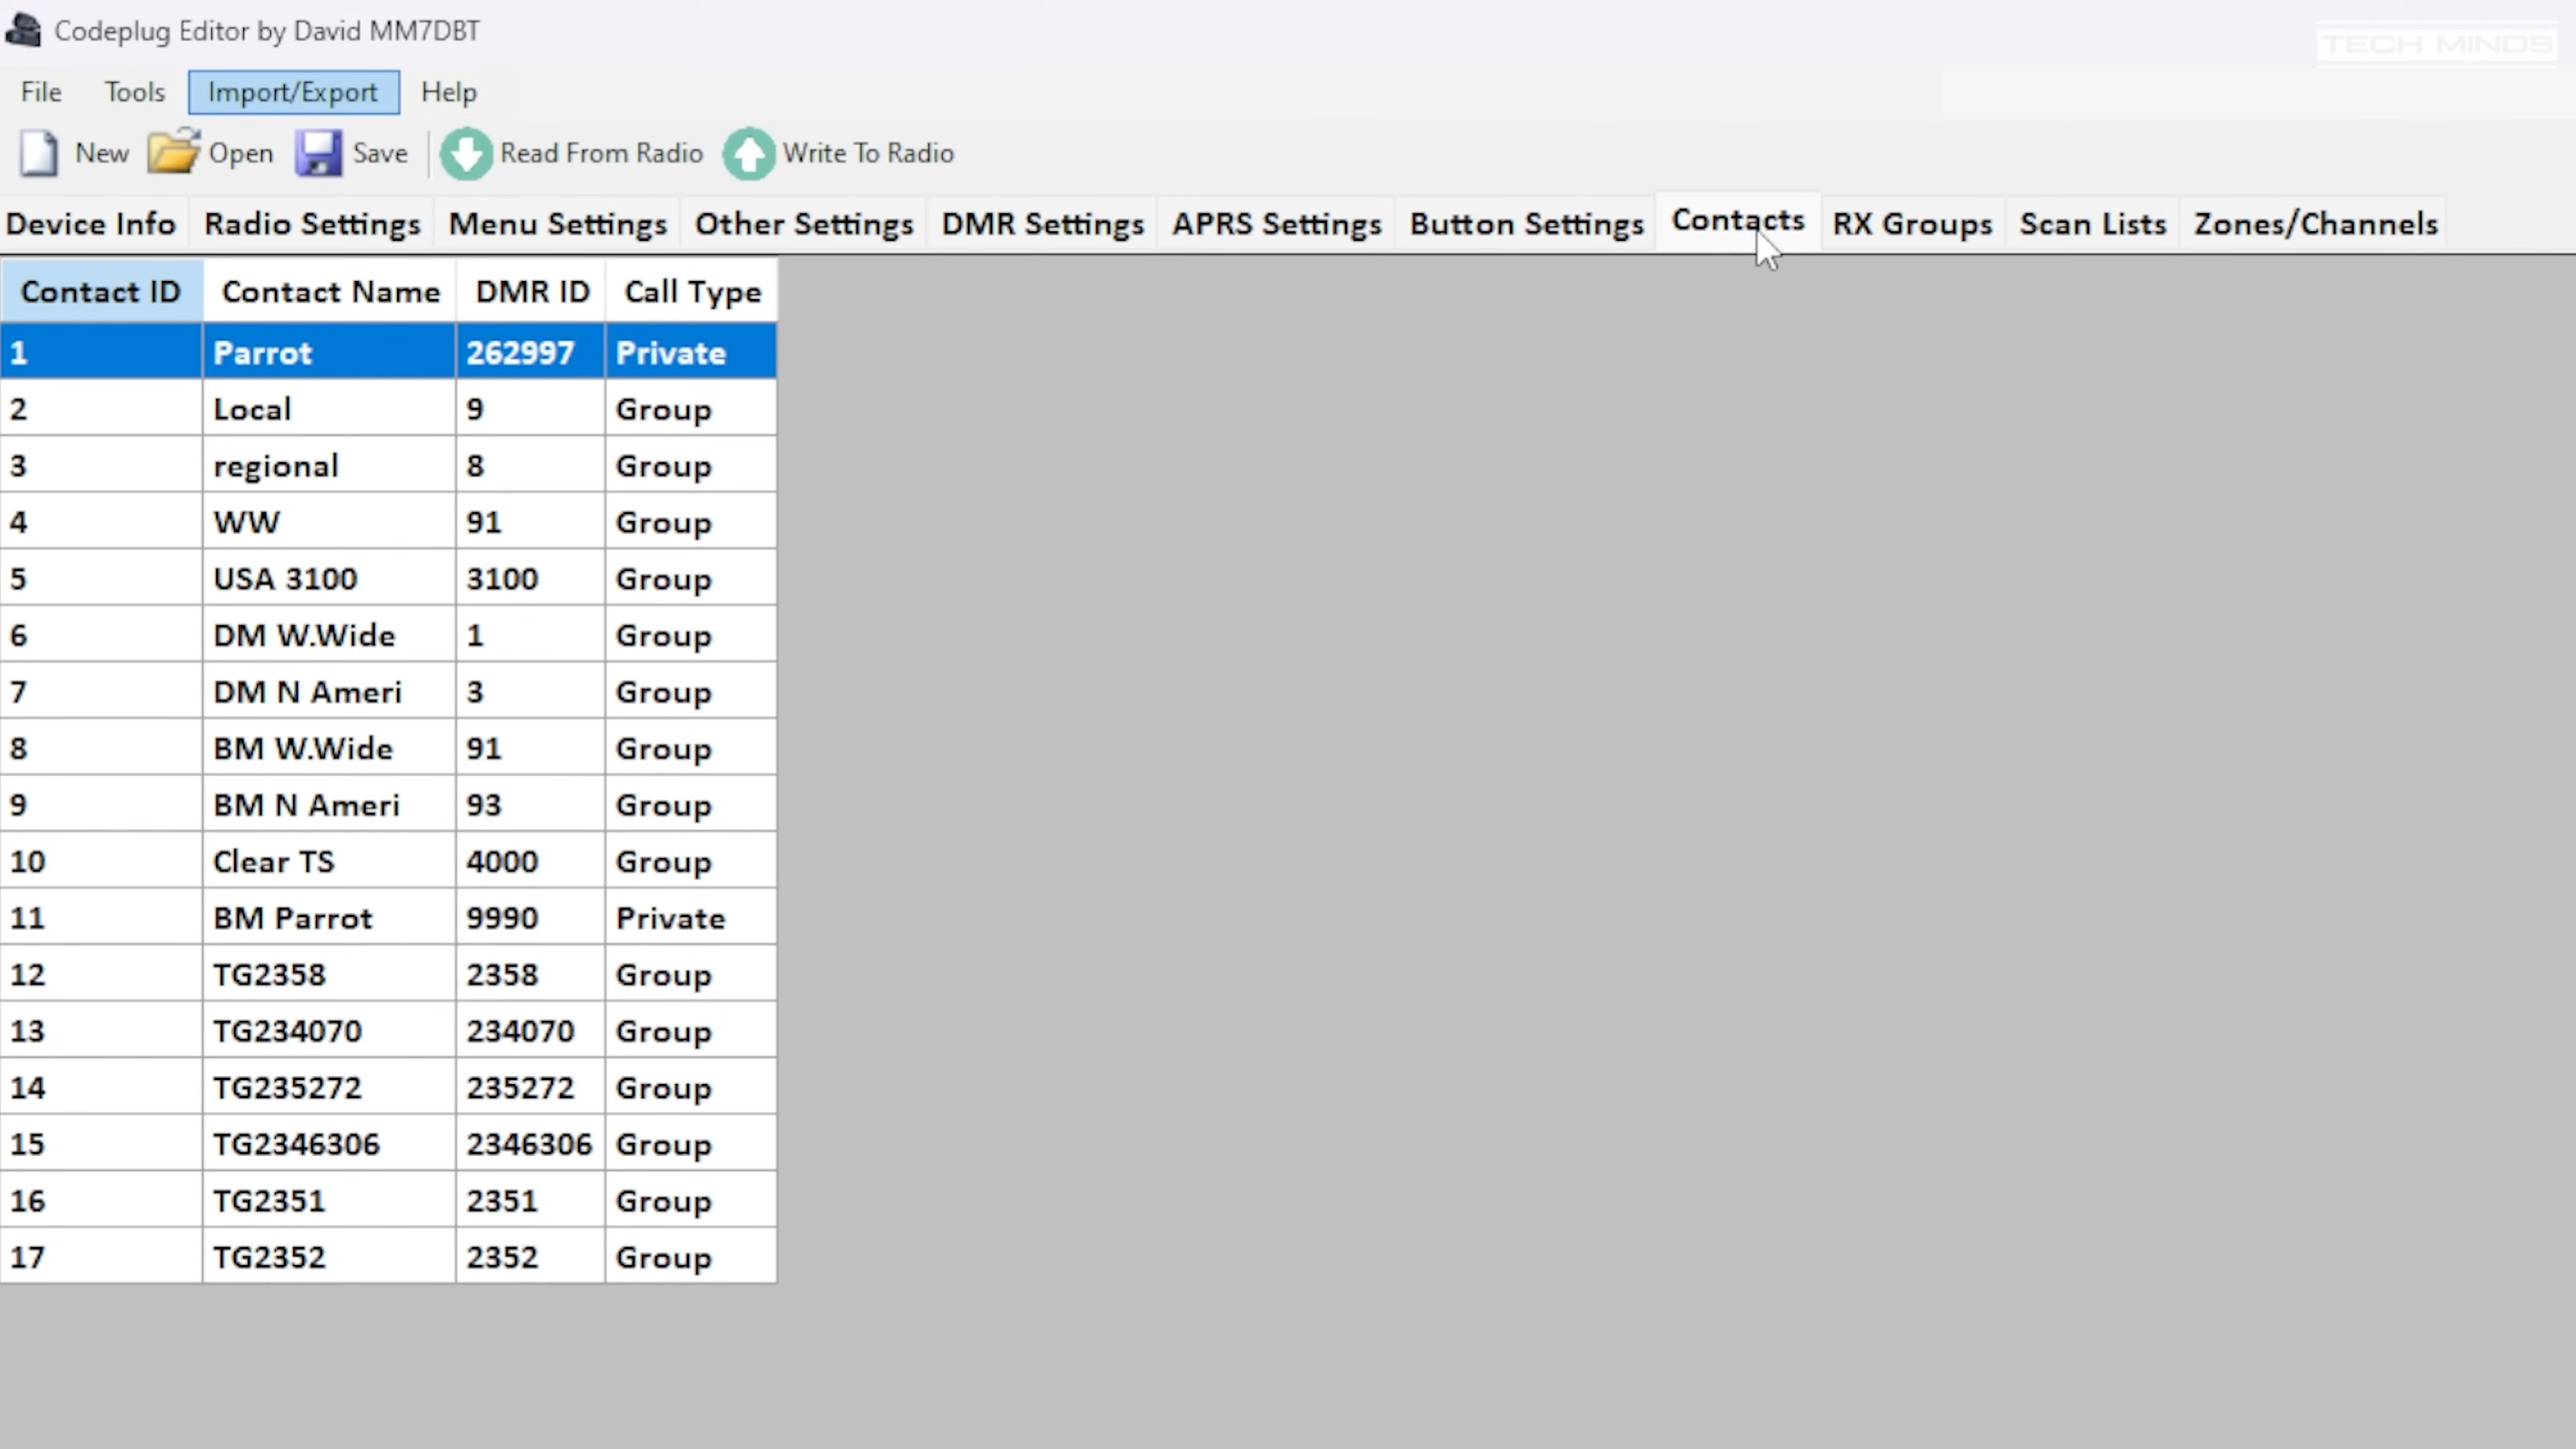 Codeplug Editor by David MM7DBT
TECH MINDS
File Tools Import/Export Help
New Open Save Read From Radio Write To Radio
Device Info Radio Settings Menu Settings Other Settings DMR Settings APRS Settings Button Settings Contacts RX Groups Scan Lists Zones/Channels
Contact ID Contact Name DMR ID Call Type
1 Parrot 262997 Private
2 Local 9 Group
3 regional 8 Group
4 WW 91 Group
5 USA 3100 3100 Group
6 DM W.Wide 1 Group
7 DM N Ameri 3 Group
8 BM W.Wide 91 Group
9 BM N Ameri 93 Group
10 Clear TS 4000 Group
11 BM Parrot 9990 Private
12 TG2358 2358 Group
13 TG234070 234070 Group
14 TG235272 235272 Group
15 TG2346306 2346306 Group
16 TG2351 2351 Group
17 TG2352 2352 Group